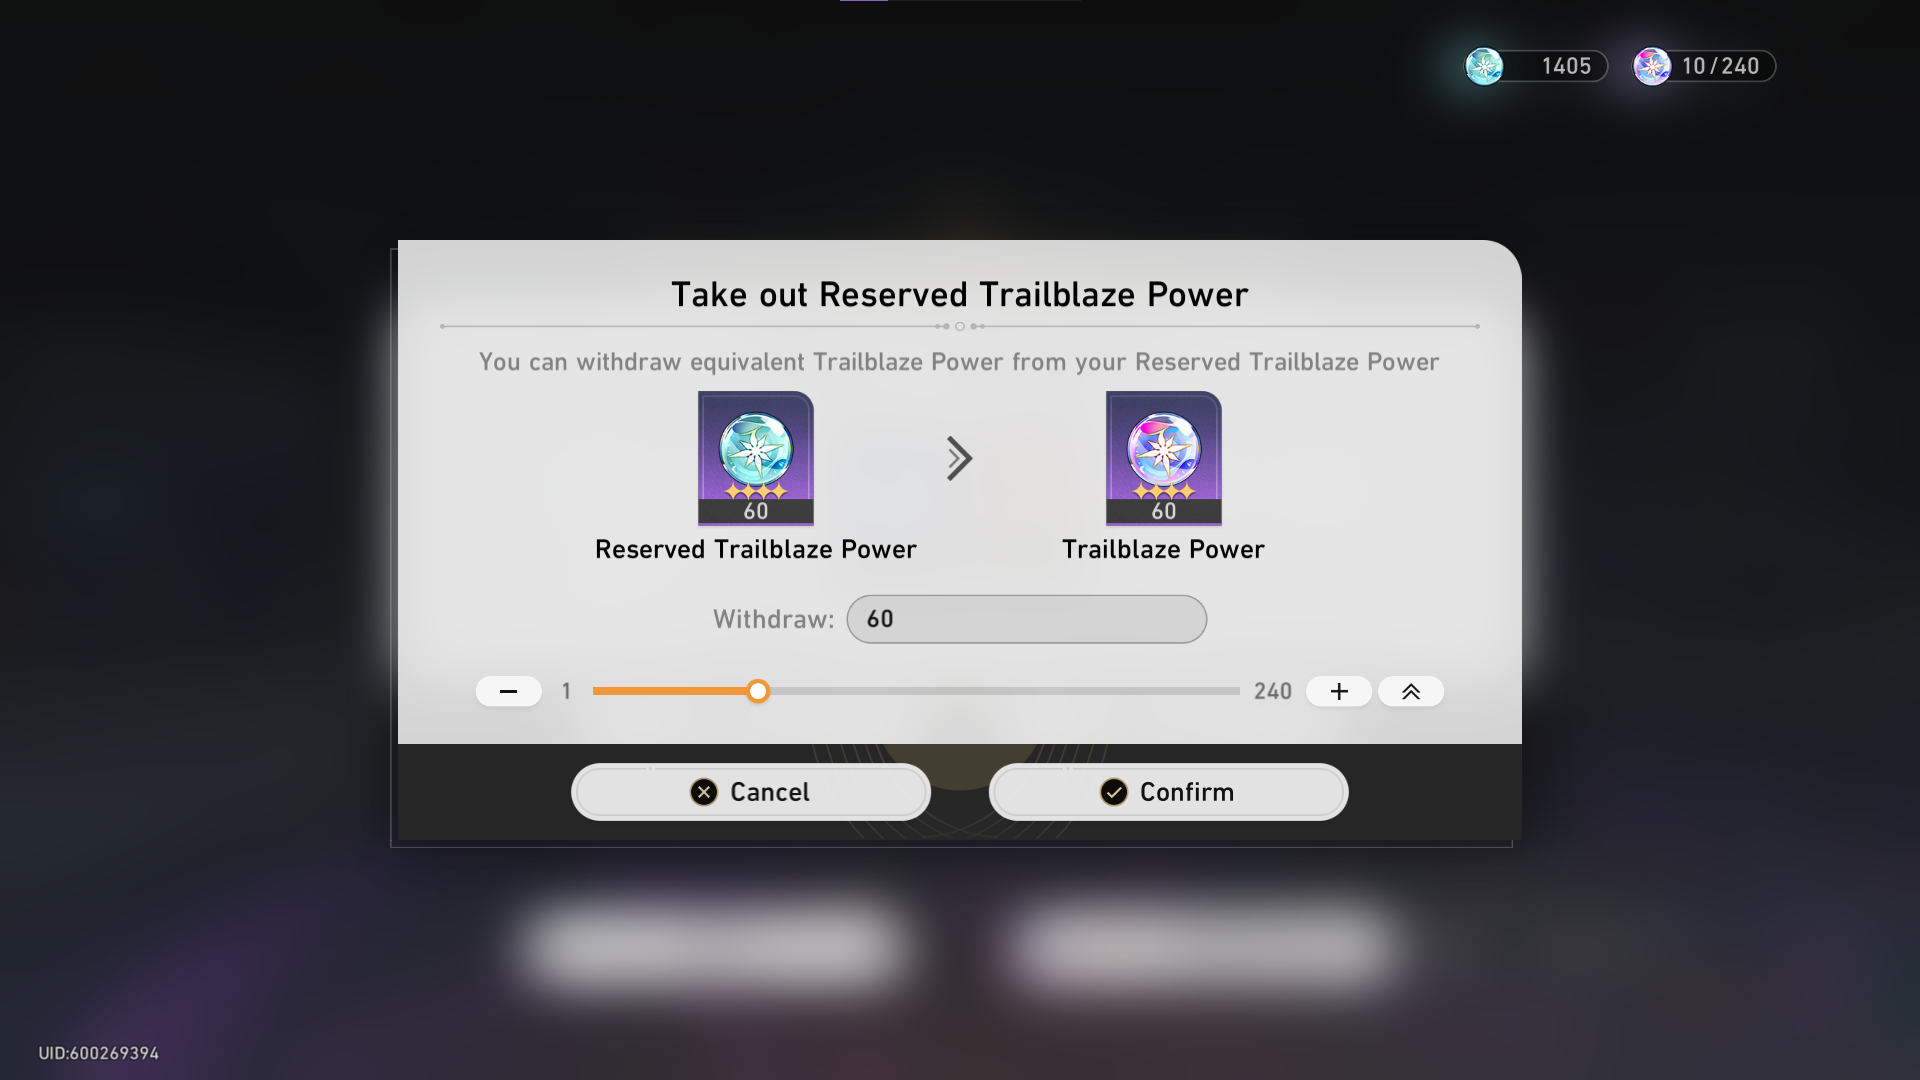 1405
10/240
Take out Reserved Trailblaze Power
You can withdraw equivalent Trailblaze Power from your Reserved Trailblaze Power
60
60
Reserved Trailblaze Power
Trailblaze Power
Withdraw: 60
1
240
Cancel
Confirm
UID:600269394